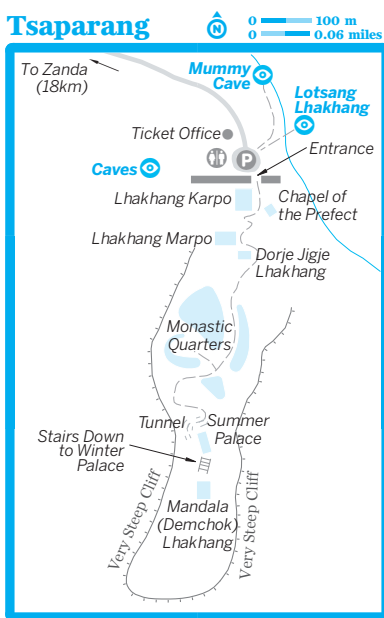 Tsaparang
N
0 100 m
0 0.06 miles
To Zanda
(18km)
Mummy
Cave
Lotsang
Lhakhang
Ticket Office
P
Entrance
Caves
Lhakhang Karpo
Chapel of
the Prefect
Lhakhang Marpo
Dorje Jigje
Lhakhang
Monastic
Quarters
Tunnel
Summer
Palace
Stairs Down
to Winter
Palace
Mandala
(Demchok)
Lhakhang
Very Steep Cliff
Very Steep Cliff